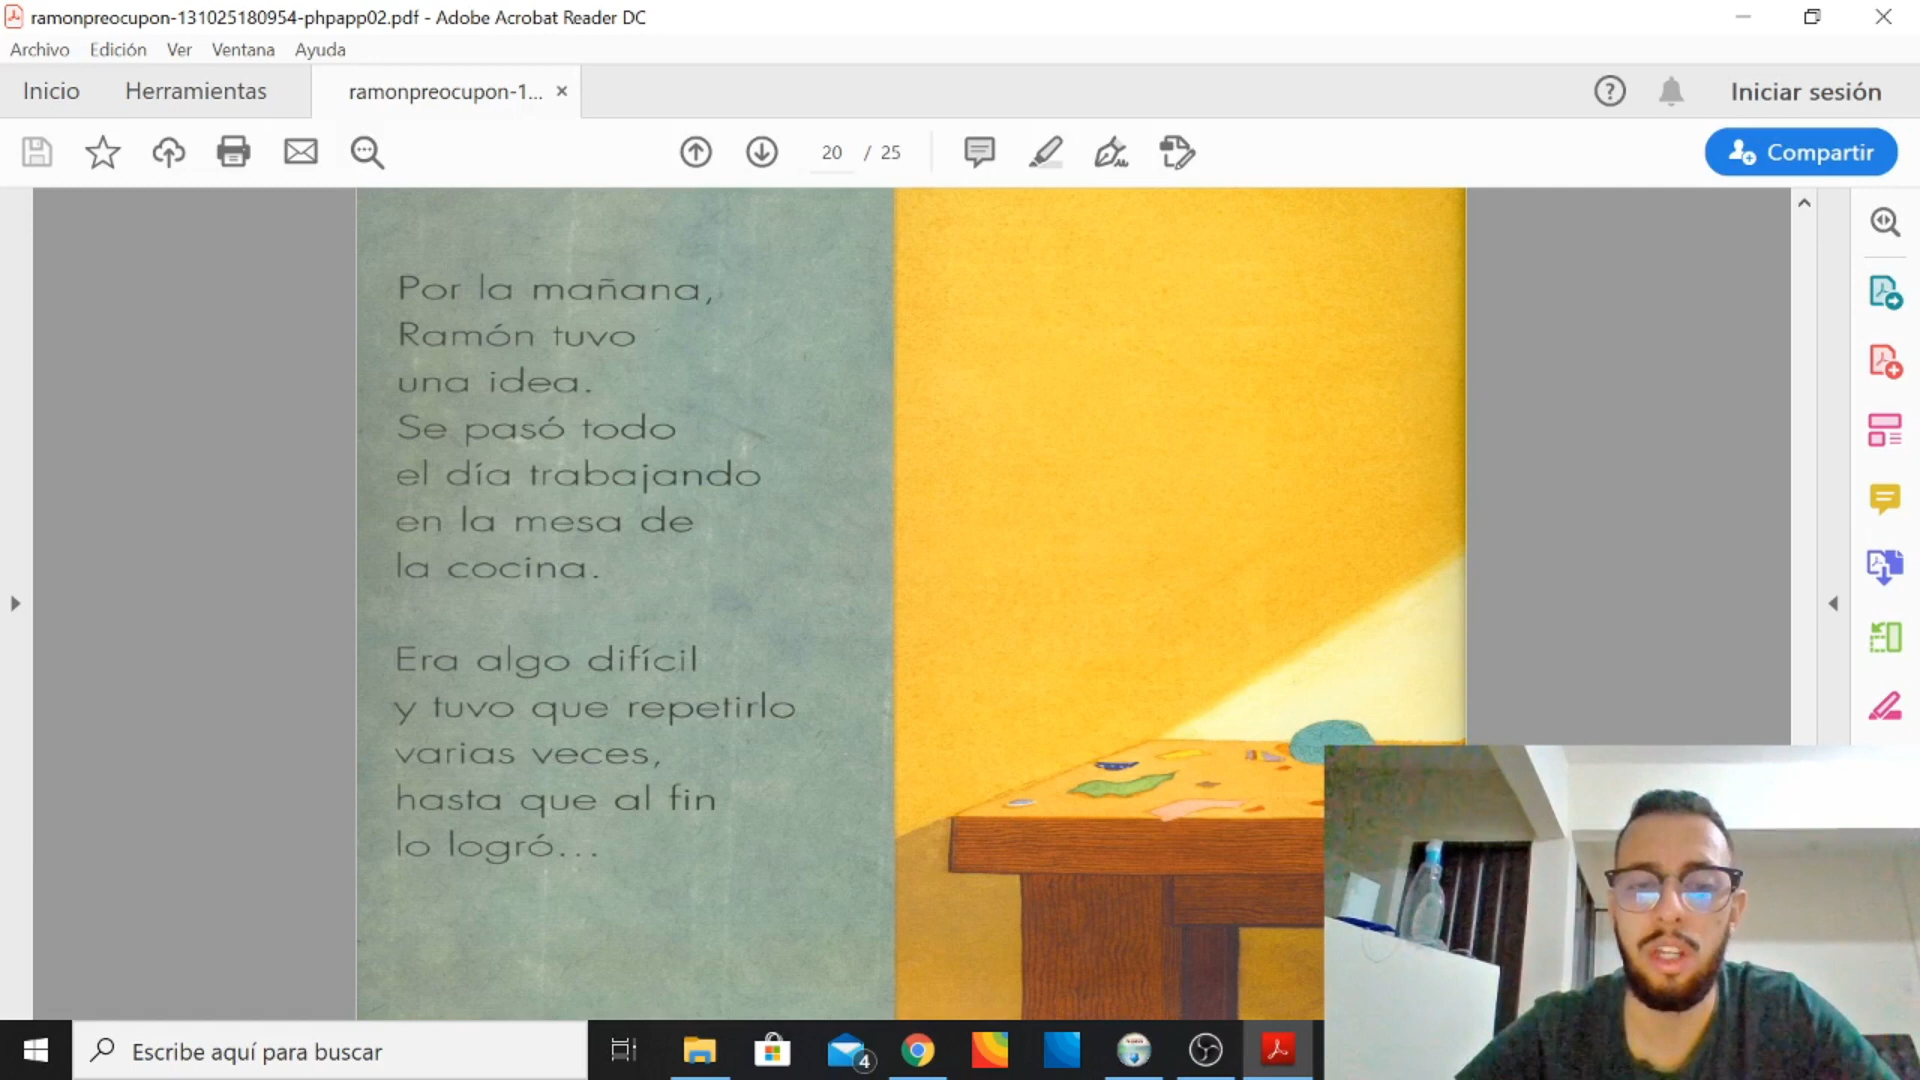 ramonpreocupon-131025180954-phpapp02.pdf - Adobe Acrobat Reader DC
Archivo Edición Ver Ventana Ayuda
Inicio Herramientas ramonpreocupon-1... Iniciar sesión
20 / 25 Compartir
Por la mañana,
Ramón tuvo
una idea.
Se pasó todo
el día trabajando
en la mesa de
la cocina.
Era algo difícil
y tuvo que repetirlo
varias veces,
hasta que al fin
lo logró...
Escribe aquí para buscar
4